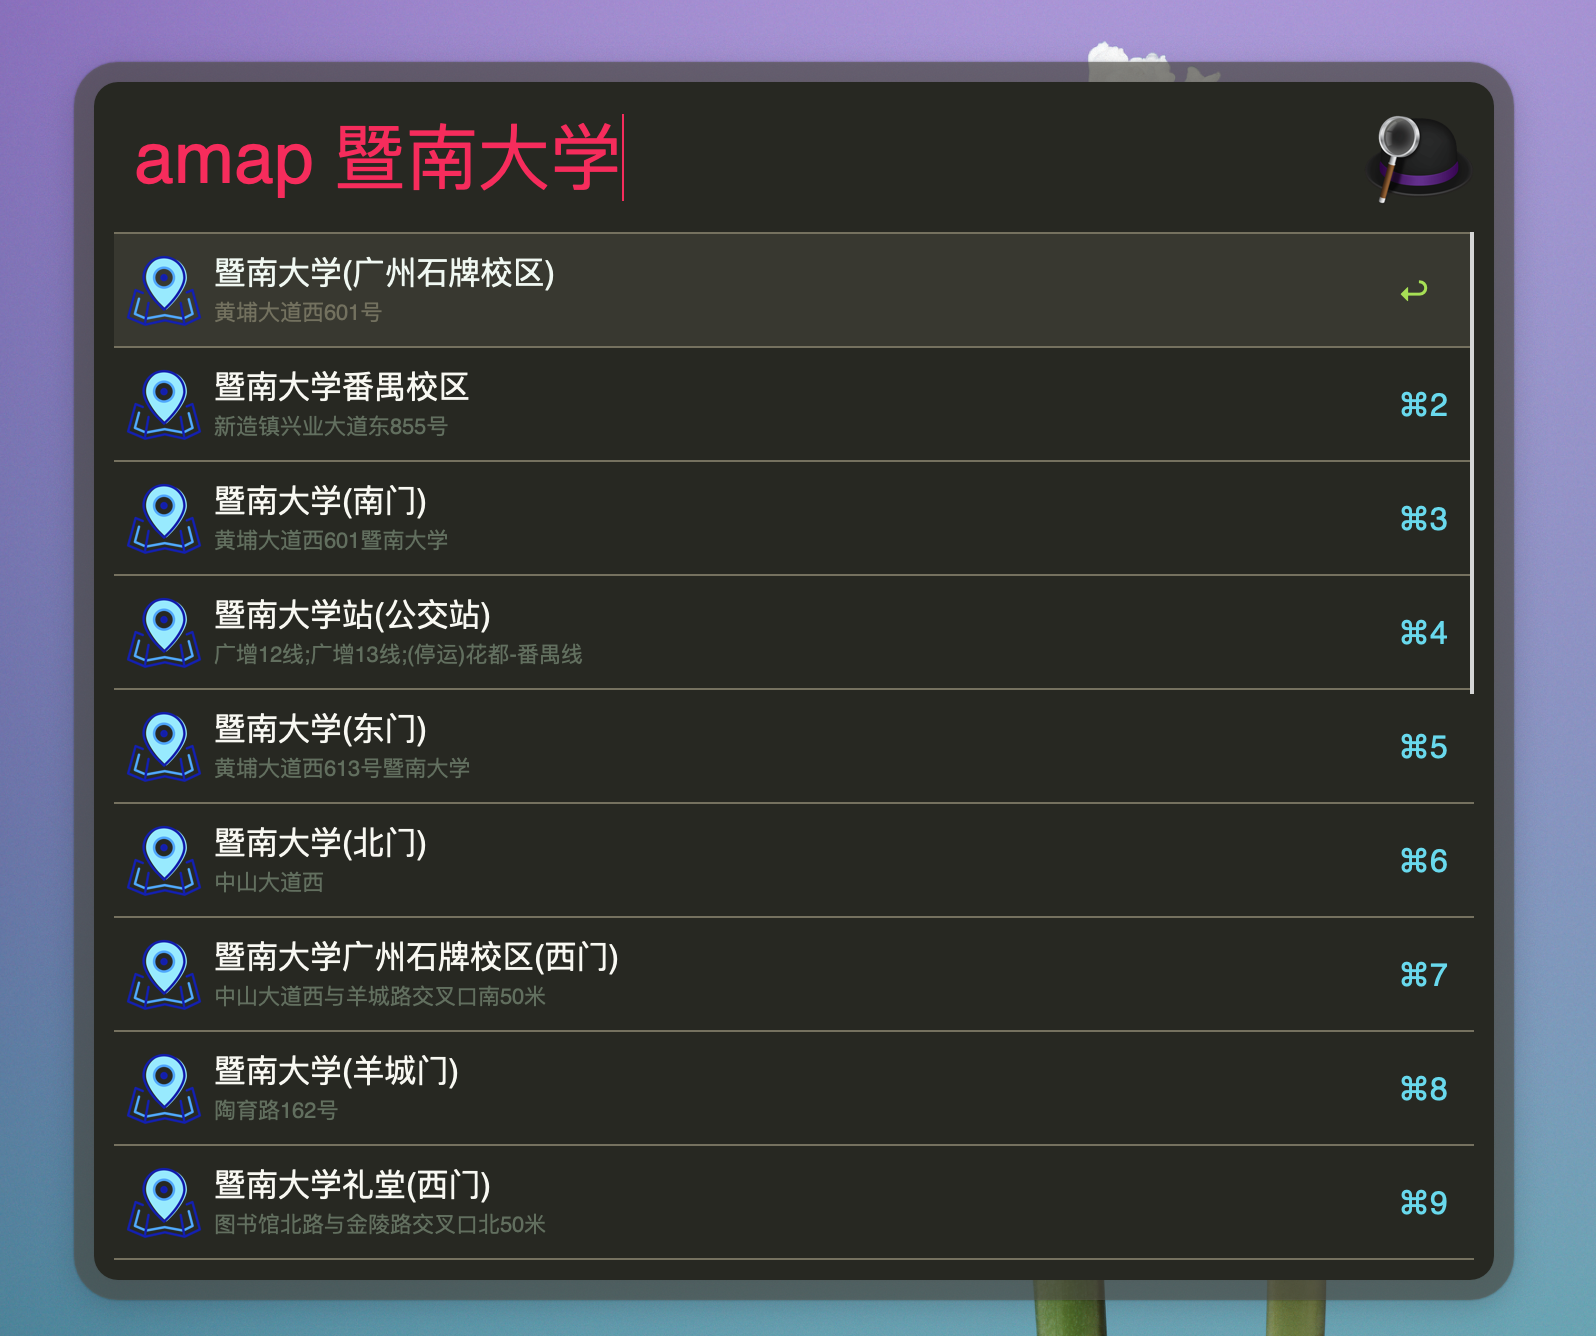 amap 暨南大学
暨南大学(广州石牌校区)
黄埔大道西601号
↩
暨南大学番禺校区
新造镇兴业大道东855号
⌘2
暨南大学(南门)
黄埔大道西601暨南大学
⌘3
暨南大学站(公交站)
广增12线;广增13线;(停运)花都-番禺线
⌘4
暨南大学(东门)
黄埔大道西613号暨南大学
⌘5
暨南大学(北门)
中山大道西
⌘6
暨南大学广州石牌校区(西门)
中山大道西与羊城路交叉口南50米
⌘7
暨南大学(羊城门)
陶育路162号
⌘8
暨南大学礼堂(西门)
图书馆北路与金陵路交叉口北50米
⌘9